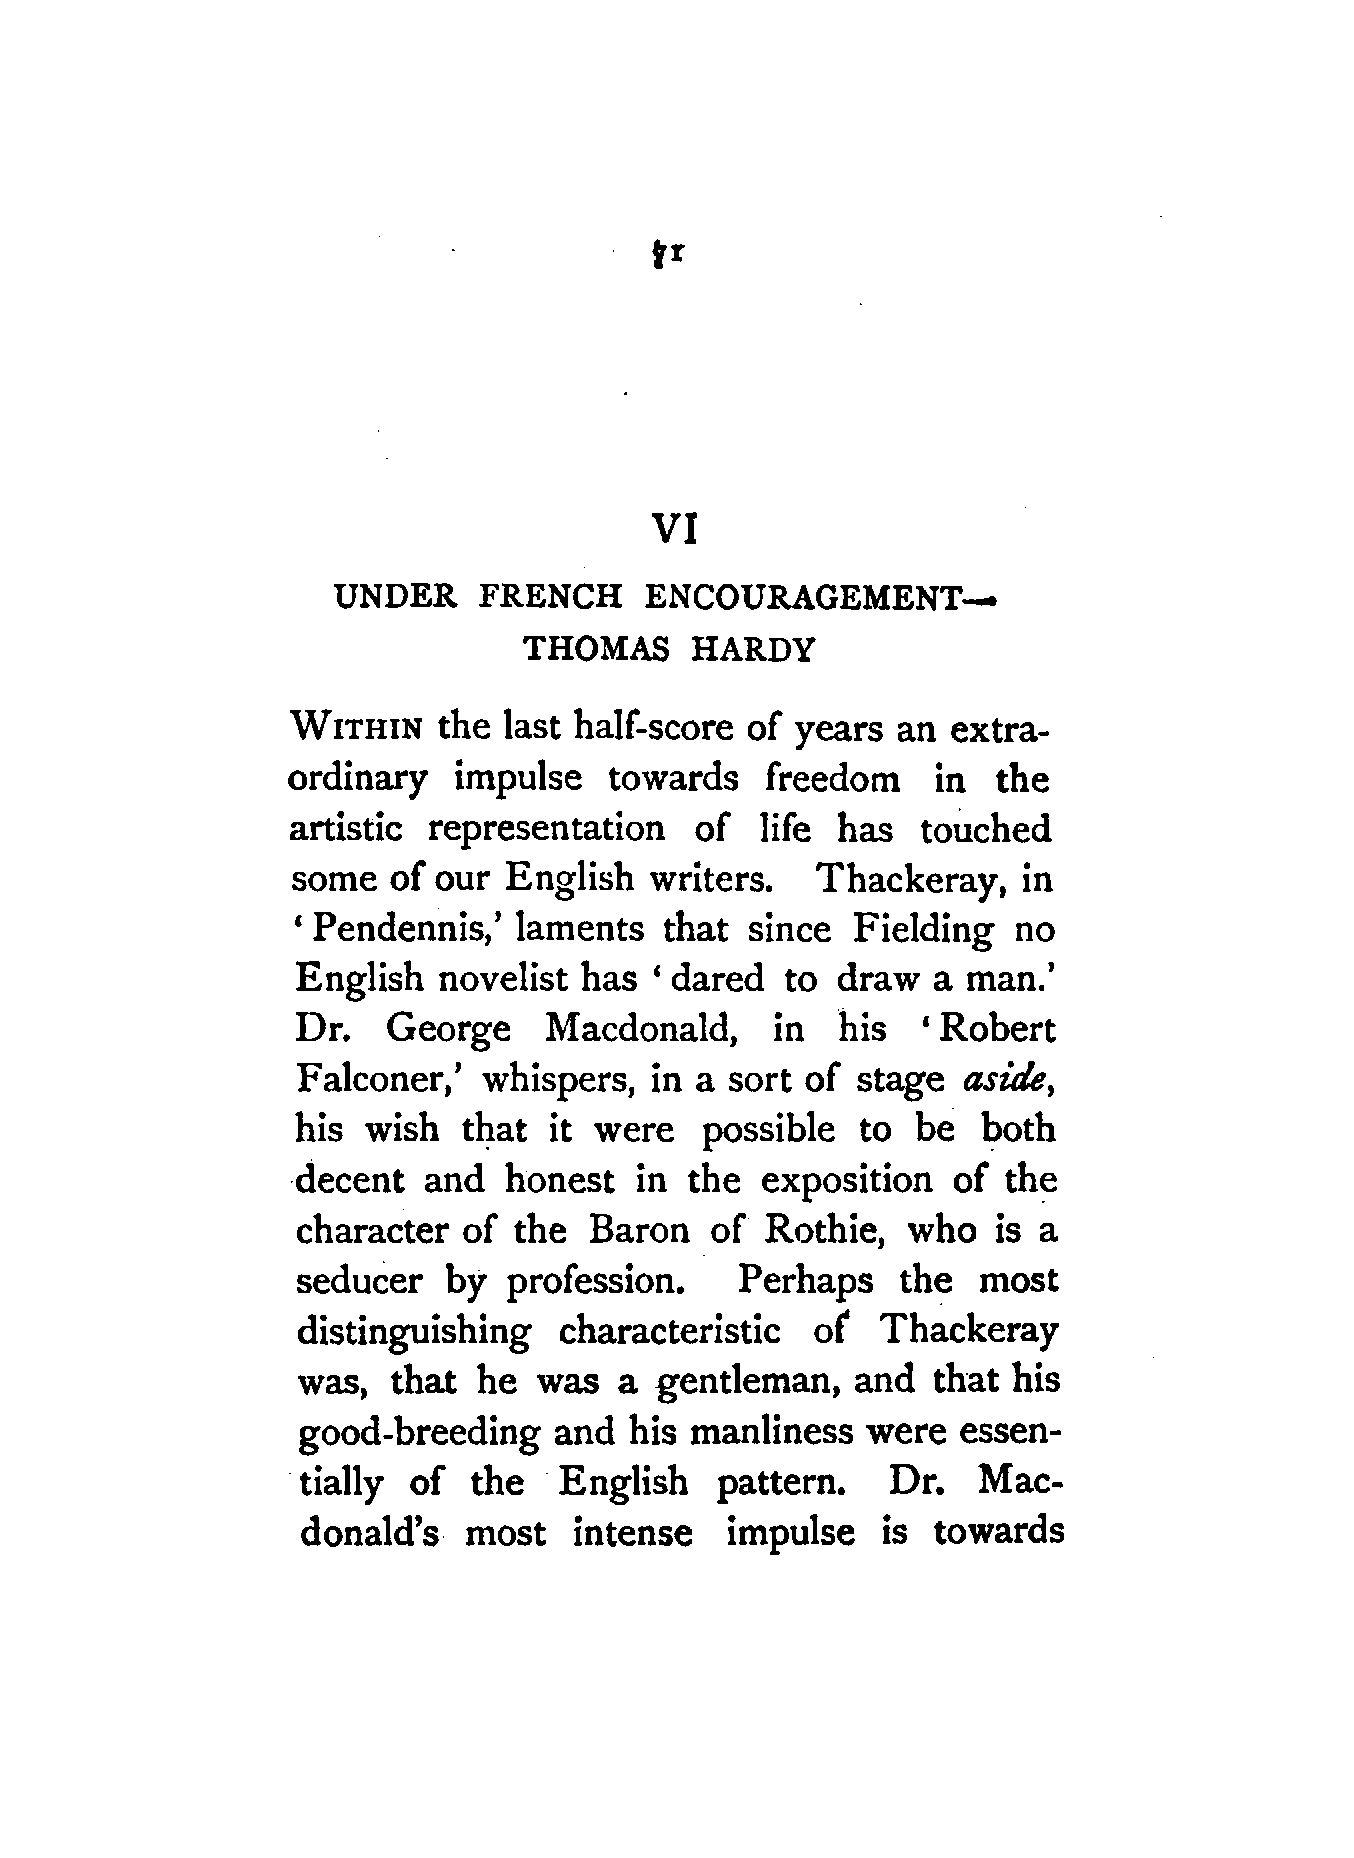 VI
UNDER FRENCH ENCOURAGEMENT—
THOMAS HARDY
WITHIN the last half-score of years an extra-
ordinary impulse towards freedom in the
artistic representation of life has touched
some of our English writers. Thackeray, in
‘Pendennis,’ laments that since Fielding no
English novelist has ‘dared to draw a man.’
Dr. George Macdonald, in his ‘Robert
Falconer,’ whispers, in a sort of stage aside,
his wish that it were possible to be both
decent and honest in the exposition of the
character of the Baron of Rothie, who is a
seducer by profession. Perhaps the most
distinguishing characteristic of Thackeray
was, that he was a gentleman, and that his
good-breeding and his manliness were essen-
tially of the English pattern. Dr. Mac-
donald’s most intense impulse is towards